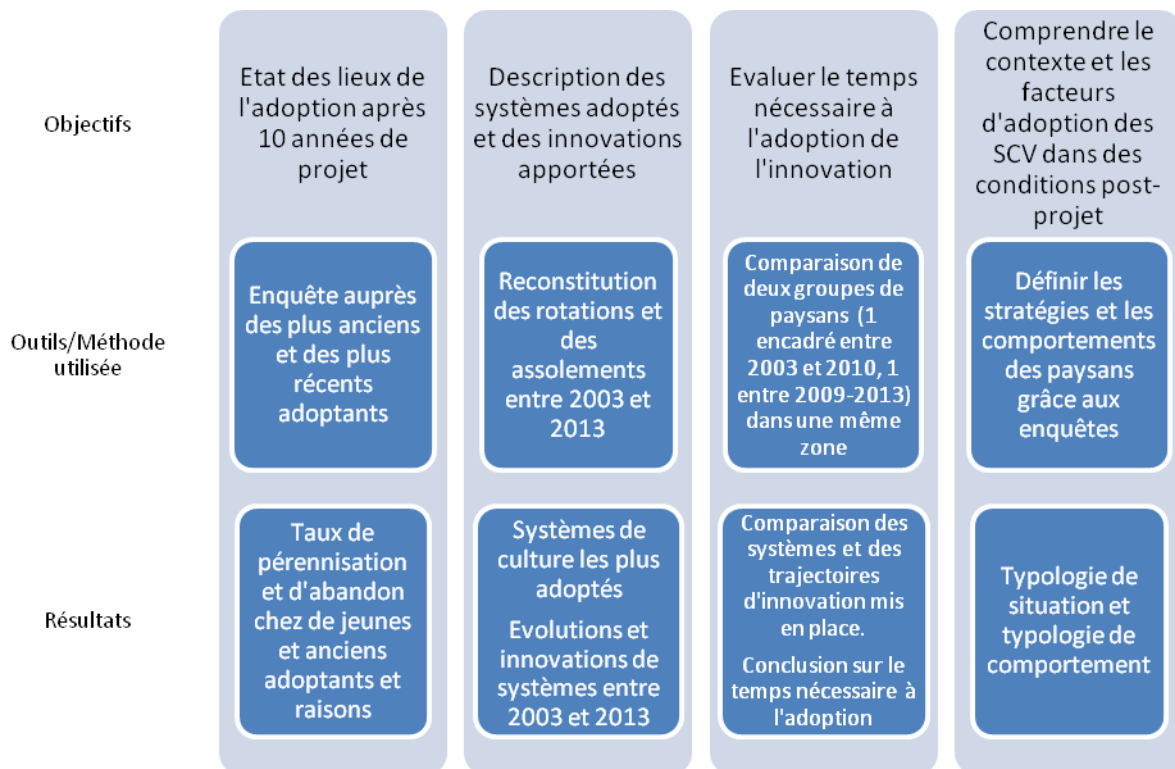 Objectifs
Etat des lieux de
l'adoption après
10 années de
projet
Description des
systèmes adoptés
et des innovations
apportées
Evaluer le temps
nécessaire à
l'adoption de
l'innovation
Comprendre le
contexte et les
facteurs
d'adoption des
SCV dans des
conditions post-
projet
Outils/Méthode
utilisée
Enquête auprès
des plus anciens
et des plus
récents
adoptants
Reconstitution
des rotations et
des
assolements
entre 2003 et
2013
Comparaison de
deux groupes de
paysans (1
encadré entre
2003 et 2010, 1
entre 2009-2013)
dans une même
zone
Définir les
stratégies et les
comportements
des paysans
grâce aux
enquêtes
Résultats
Taux de
pérennisation
et d'abandon
chez de jeunes
et anciens
adoptants et
raisons
Systèmes de
culture les plus
adoptés
Evolutions et
innovations de
systèmes entre
2003 et 2013
Comparaison des
systèmes et des
trajectoires
d'innovation mis
en place.
Conclusion sur le
temps nécessaire à
l'adoption
Typologie de
situation et
typologie de
comportement